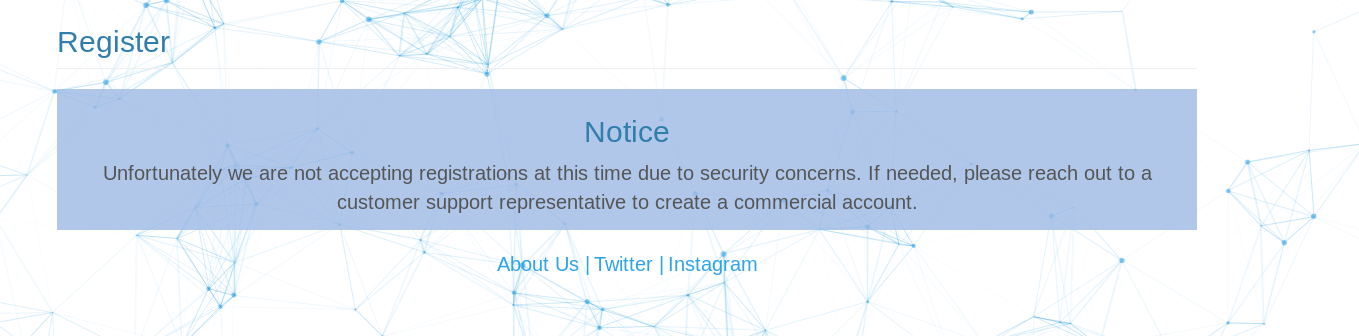 Register
Notice
Unfortunately we are not accepting registrations at this time due to security concerns. If needed, please reach out to a
customer support representative to create a commercial account.
About Us | Twitter | Instagram